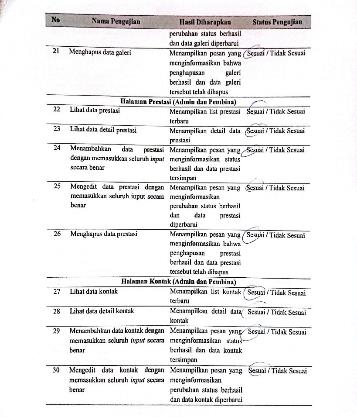 No Nama Pengujian Hasil Diharapkan Status Pengujian
perubahan status berhasil
dan data galeri diperbarui
21 Menghapus data galeri Menampilkan pesan yang Sesuai / Tidak Sesuai
menginformasikan bahwa
penghapusan galeri
berhasil dan data galeri
tersebut telah dihapus
Halaman Prestasi (Admin dan Pembina)
22 Lihat data prestasi Menampilkan list prestasi Sesuai / Tidak Sesuai
terbaru
23 Lihat data detail prestasi Menampilkan detail data Sesuai / Tidak Sesuai
prestasi
24 Menambahkan data prestasi Menampilkan pesan yang Sesuai / Tidak Sesuai
dengan memasukkan seluruh input menginformasikan status
secara benar berhasil dan data prestasi
tersimpan
25 Mengedit data prestasi dengan Menampilkan pesan yang Sesuai / Tidak Sesuai
memasukkan seluruh input secara menginformasikan
benar perubahan status berhasil
dan data prestasi
diperbarui
26 Menghapus data prestasi Menampilkan pesan yang Sesuai / Tidak Sesuai
menginformasikan bahwa
penghapusan prestasi
berhasil dan data prestasi
tersebut telah dihapus
Halaman Kontak (Admin dan Pembina)
27 Lihat data kontak Menampilkan list kontak Sesuai / Tidak Sesuai
terbaru
28 Lihat data detail kontak Menampilkan detail data Sesuai / Tidak Sesuai
kontak
29 Menambahkan data kontak dengan Menampilkan pesan yang Sesuai / Tidak Sesuai
memasukkan seluruh input secara menginformasikan status
benar berhasil dan data kontak
tersimpan
30 Mengedit data kontak dengan Menampilkan pesan yang Sesuai / Tidak Sesuai
memasukkan seluruh input secara menginformasikan
benar perubahan status berhasil
dan data kontak diperbarui